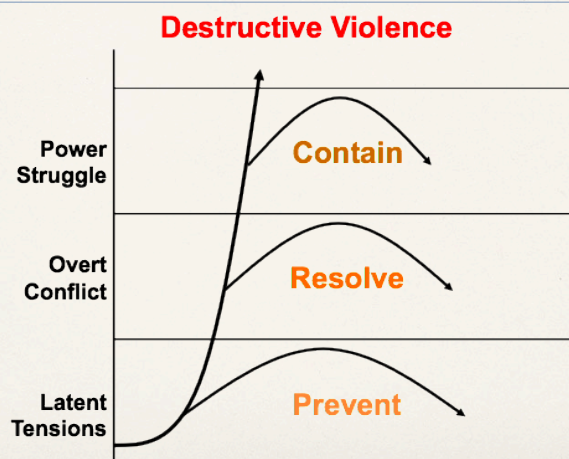 Destructive Violence
Power
Struggle
Contain
Overt
Conflict
Resolve
Latent
Tensions
Prevent